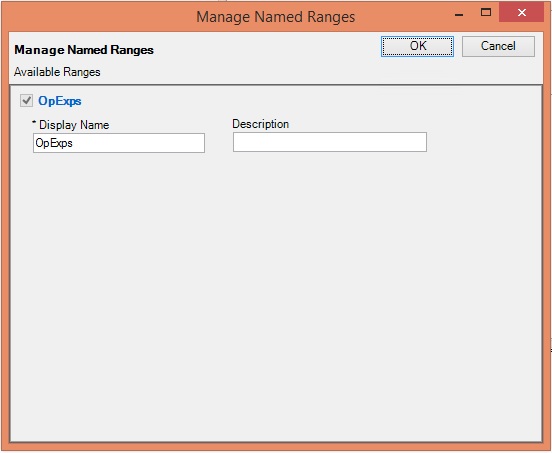 Manage Named Ranges
Manage Named Ranges
OK
Cancel
Available Ranges
OpExps
* Display Name
Description
OpExps